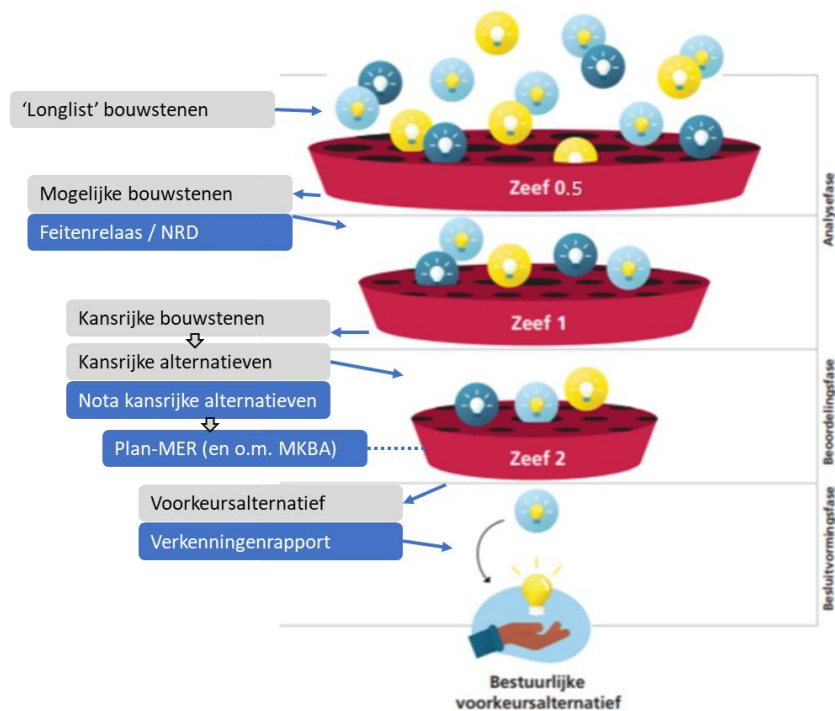 ‘Longlist’ bouwstenen
Zeef 0.5
Mogelijke bouwstenen
Feitenrelaas / NRD
Analysefase
Kansrijke bouwstenen
Zeef 1
Kansrijke alternatieven
Nota kansrijke alternatieven
Plan-MER (en o.m. MKBA)
Zeef 2
Beoordelingsfase
Voorkeursalternatief
Verkenningenrapport
Besluitvormingsfase
Bestuurlijke
voorkeursalternatief